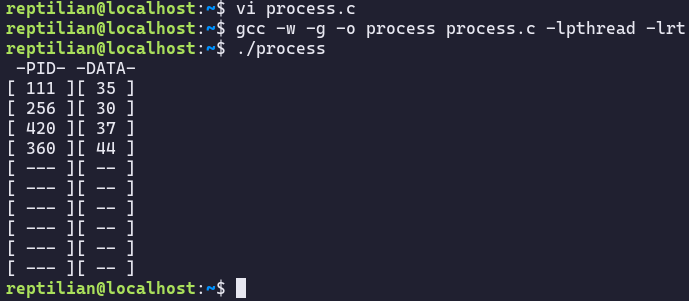 reptilian@localhost:~$ vi process.c
reptilian@localhost:~$ gcc -w -g -o process process.c -lpthread -lrt
reptilian@localhost:~$ ./process
 -PID- -DATA-
[ 111 ][ 35 ]
[ 256 ][ 30 ]
[ 420 ][ 37 ]
[ 360 ][ 44 ]
[ --- ][ -- ]
[ --- ][ -- ]
[ --- ][ -- ]
[ --- ][ -- ]
[ --- ][ -- ]
[ --- ][ -- ]
reptilian@localhost:~$